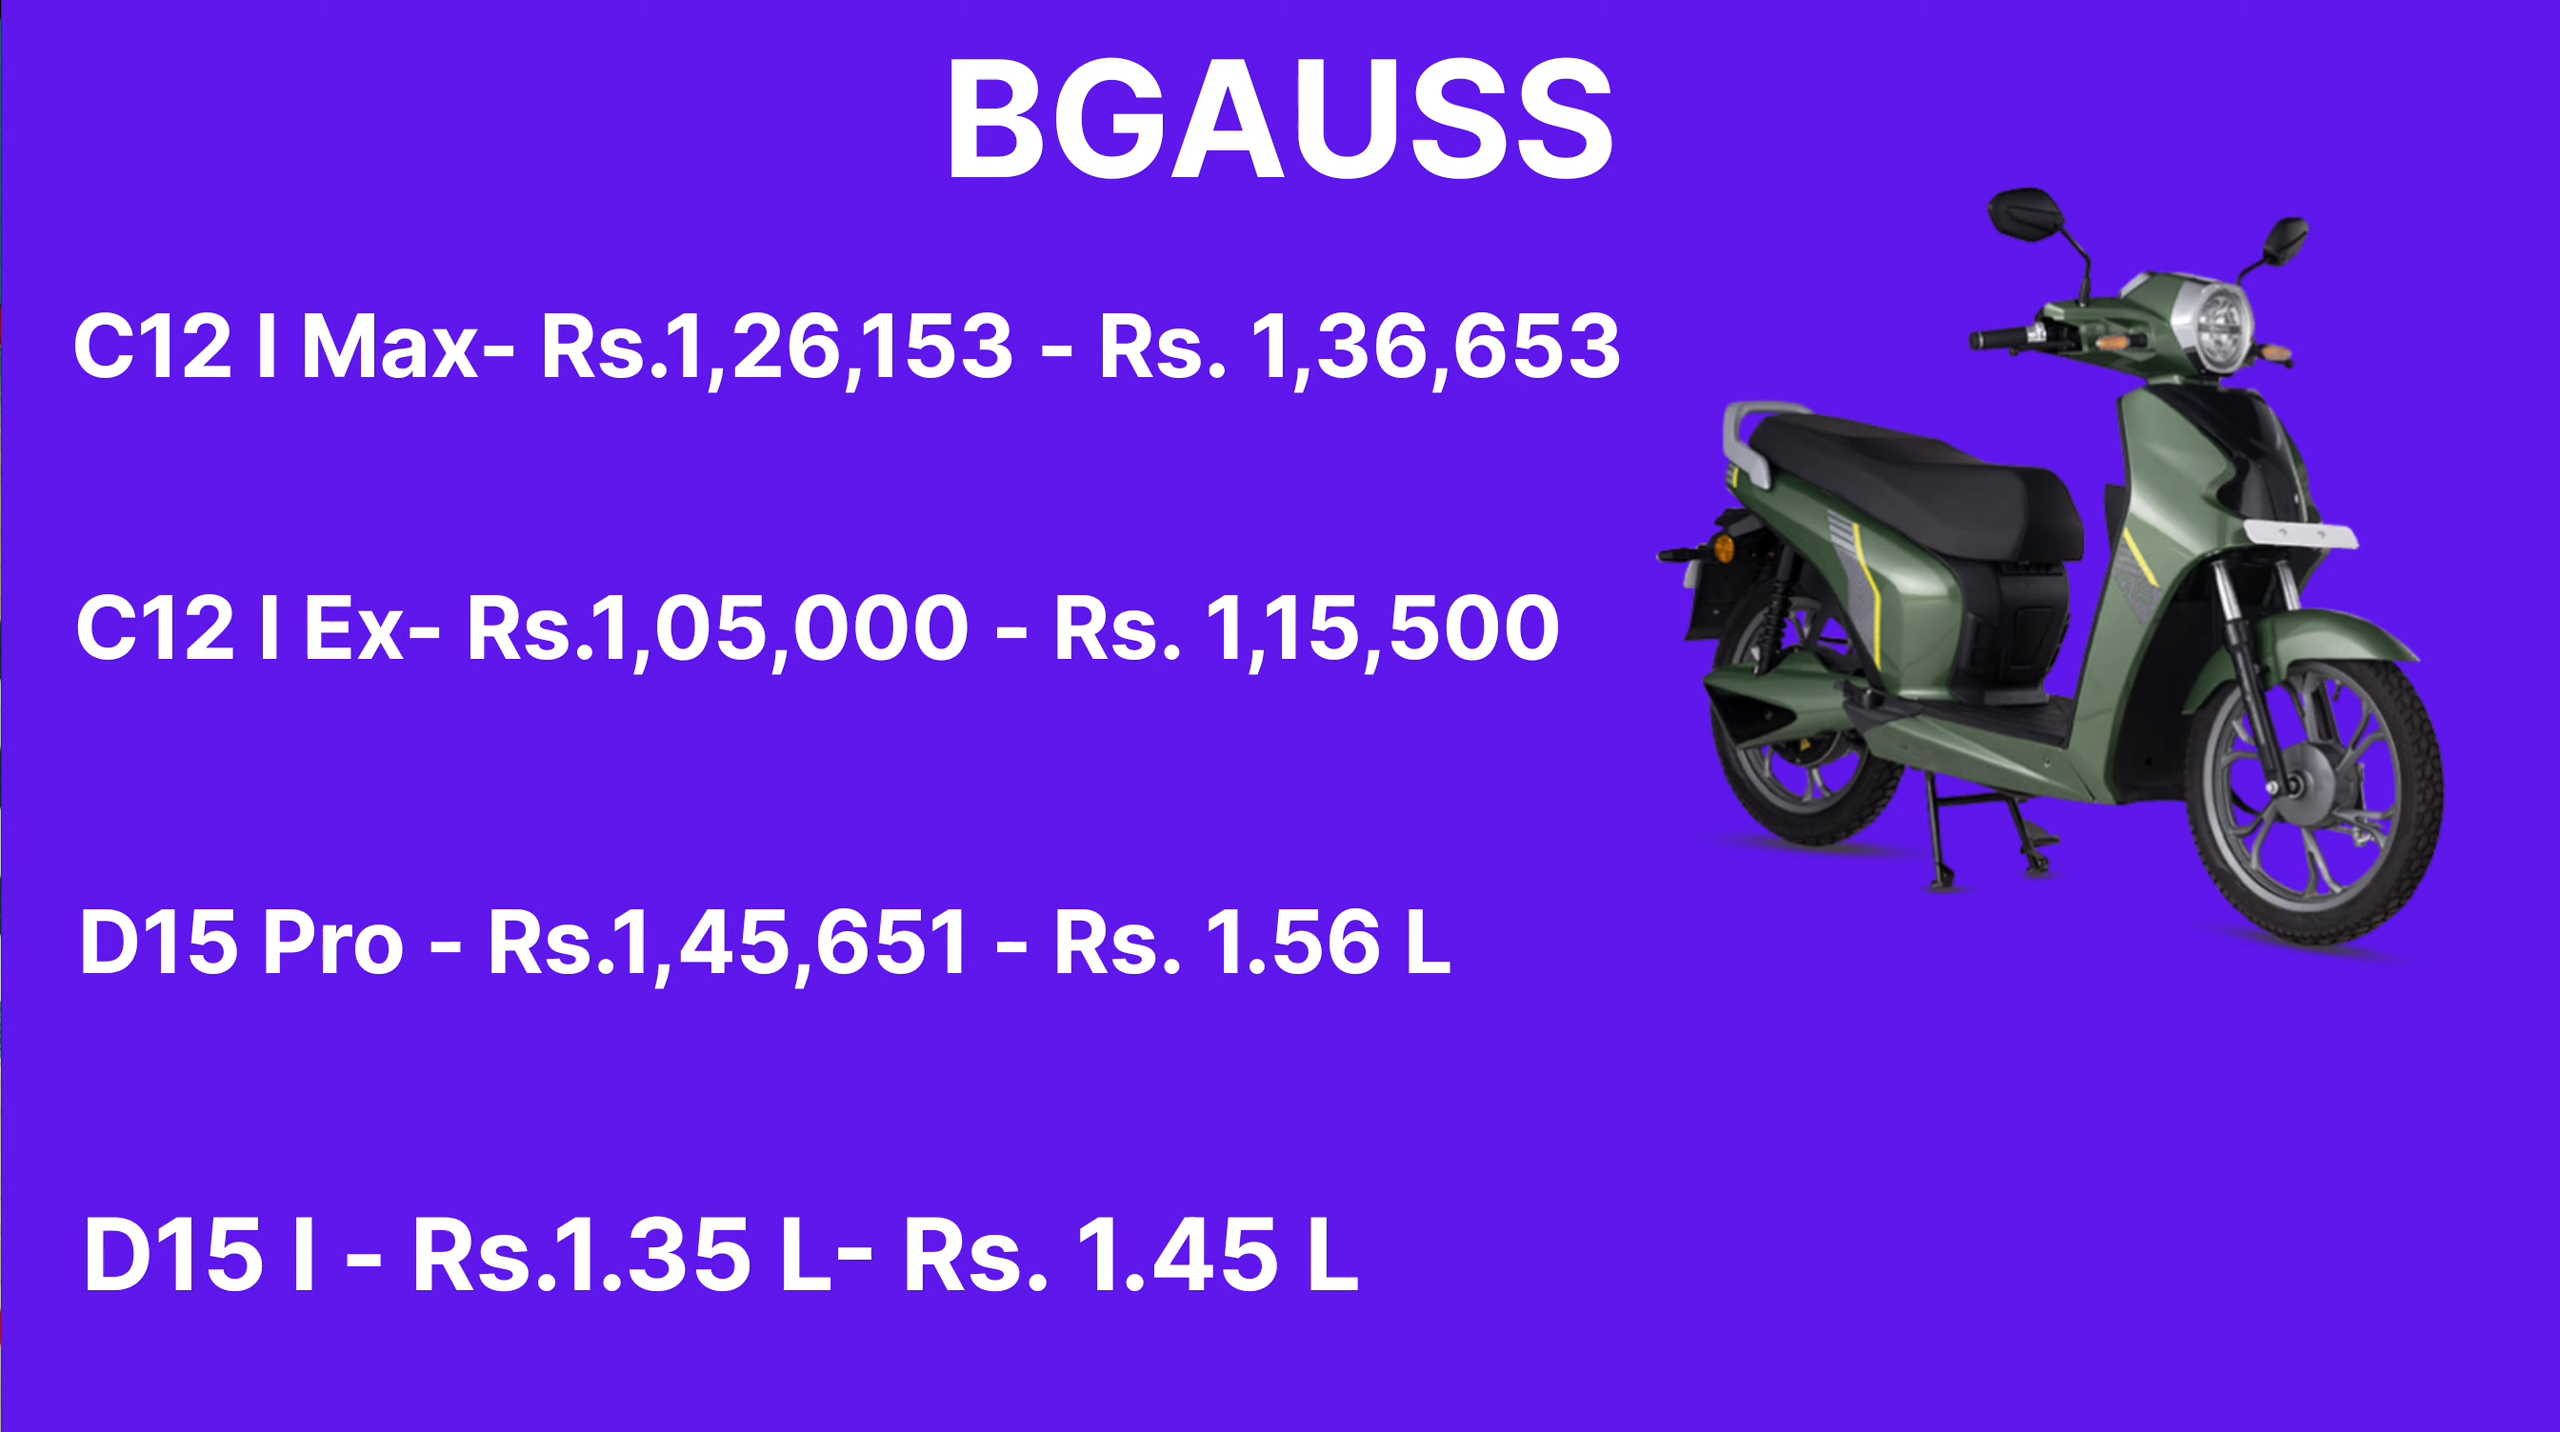 BGAUSS
C12 I Max- Rs.1,26,153 - Rs. 1,36,653
C12 I Ex- Rs.1,05,000 - Rs. 1,15,500
D15 Pro - Rs.1,45,651 - Rs. 1.56 L
D15 I - Rs.1.35 L- Rs. 1.45 L